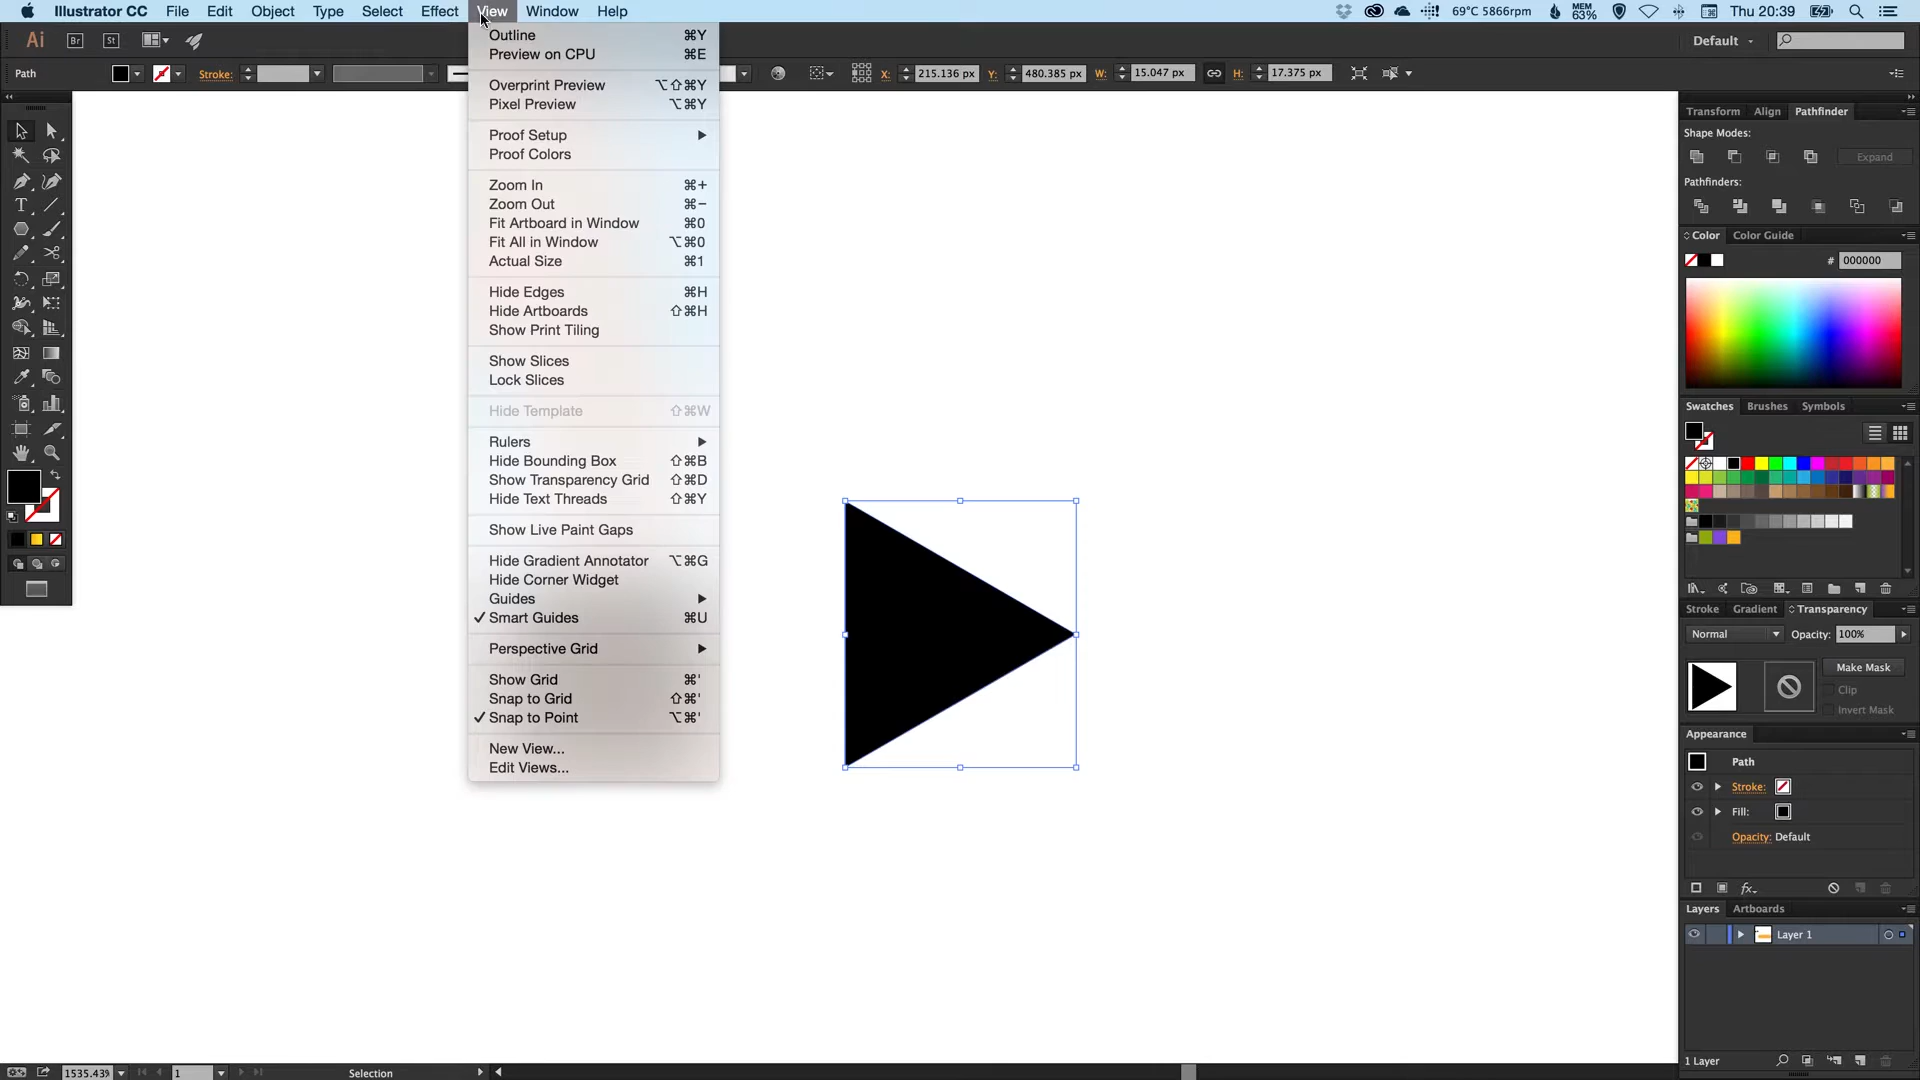 Illustrator CC File Edit Object Type Select Effect View Window Help
69°C 5866rpm MEM 63% Thu 20:39
Ai Br St Default
Path Stroke: X: 215.136 px Y: 480.385 px W: 15.047 px H: 17.375 px
Outline ⌘Y
Preview on CPU ⌘E
Overprint Preview ⌥⇧⌘Y
Pixel Preview ⌥⌘Y
Proof Setup
Proof Colors
Zoom In ⌘+
Zoom Out ⌘−
Fit Artboard in Window ⌘0
Fit All in Window ⌥⌘0
Actual Size ⌘1
Hide Edges ⌘H
Hide Artboards ⇧⌘H
Show Print Tiling
Show Slices
Lock Slices
Hide Template ⇧⌘W
Rulers
Hide Bounding Box ⇧⌘B
Show Transparency Grid ⇧⌘D
Hide Text Threads ⇧⌘Y
Show Live Paint Gaps
Hide Gradient Annotator ⌥⌘G
Hide Corner Widget
Guides
✓ Smart Guides ⌘U
Perspective Grid
Show Grid ⌘'
Snap to Grid ⇧⌘'
✓ Snap to Point ⌥⌘'
New View...
Edit Views...
Transform Align Pathfinder
Shape Modes:
Expand
Pathfinders:
Color Color Guide
# 000000
Swatches Brushes Symbols
Stroke Gradient Transparency
Normal Opacity: 100%
Make Mask
Clip
Invert Mask
Appearance
Path
Stroke:
Fill:
Opacity: Default
fx
Layers Artboards
Layer 1
1 Layer
1535.43% 1 Selection